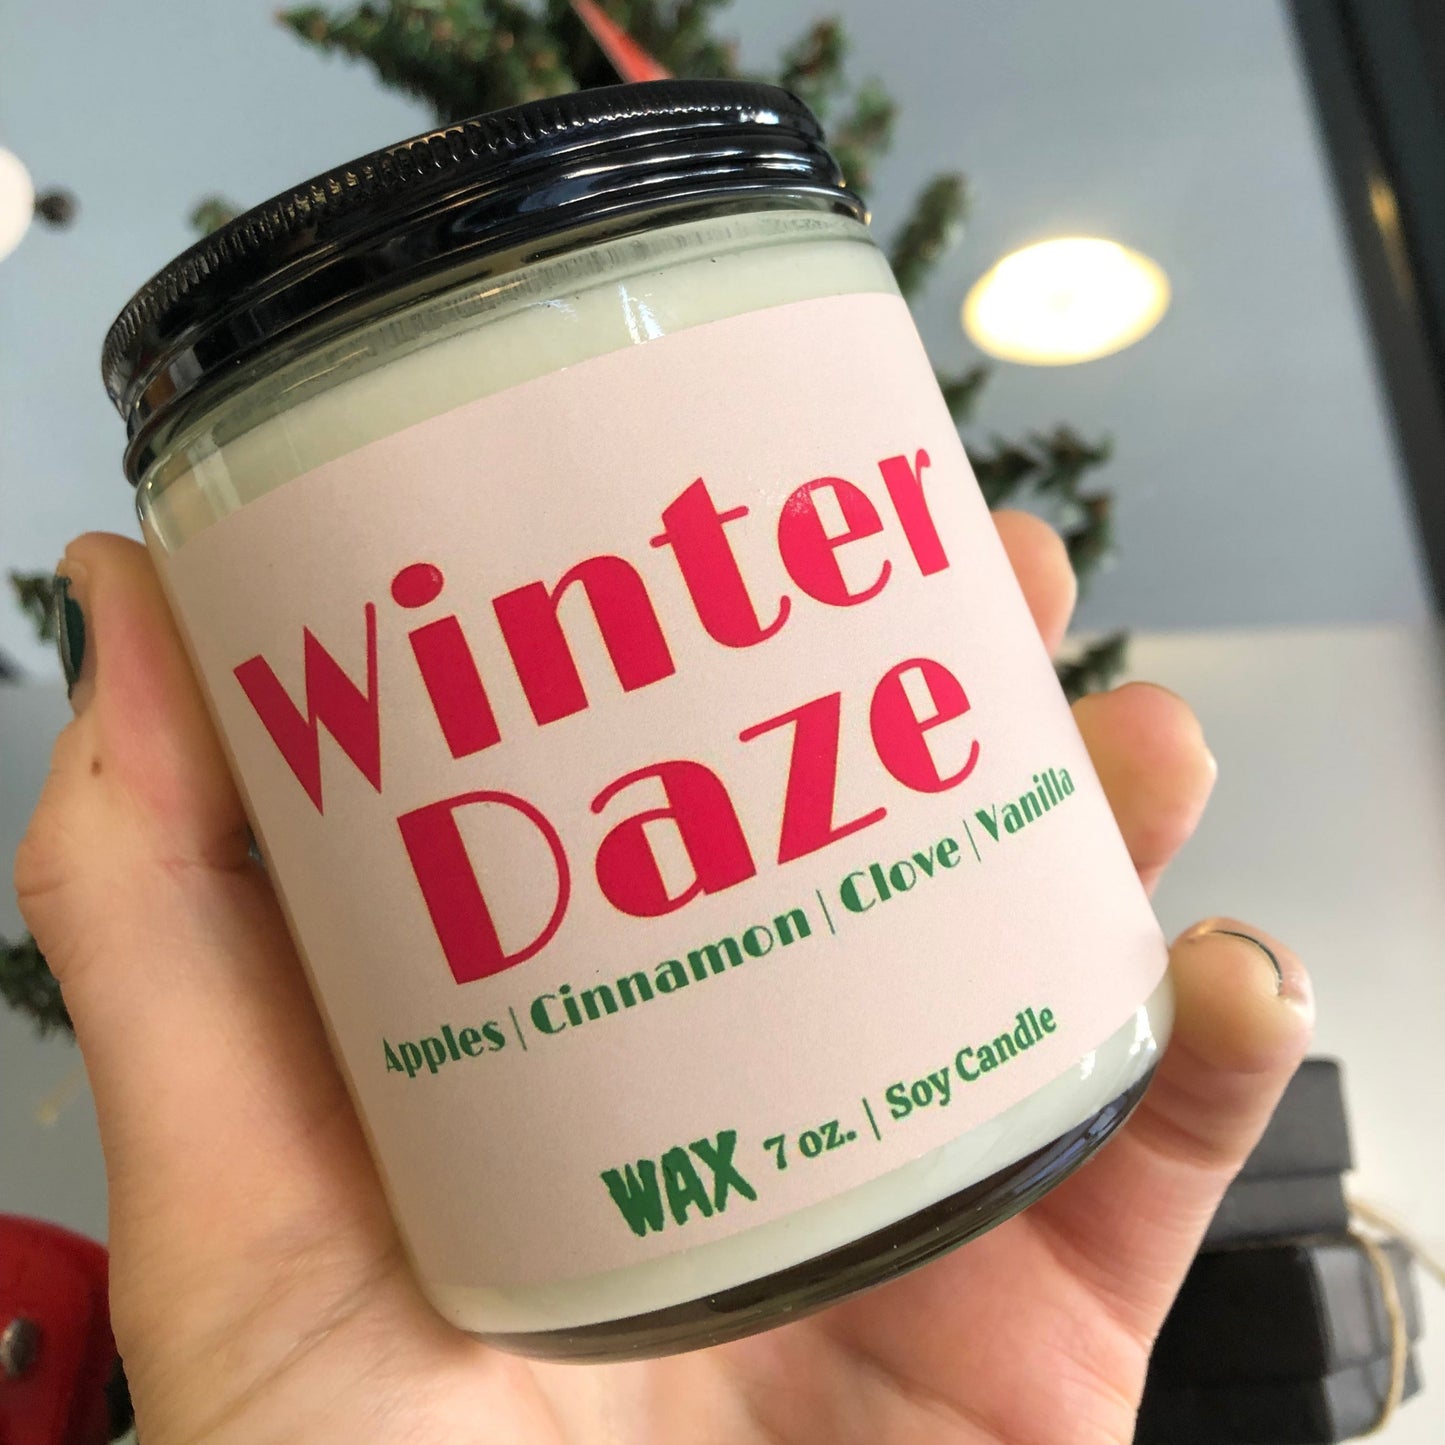 Winter
Daze
Apples | Cinnamon | Clove | Vanilla
WAX 7 oz. | Soy Candle